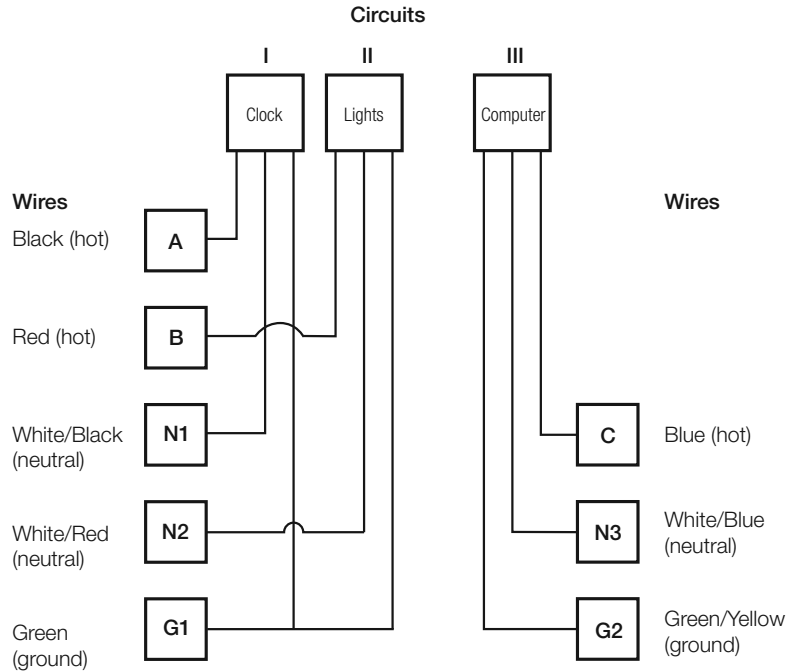 Circuits
I II III
Clock Lights Computer
Wires Wires
Black (hot) A
Red (hot) B
White/Black
(neutral) N1 C Blue (hot)
White/Red
(neutral) N2 N3 White/Blue
(neutral)
Green
(ground) G1 G2 Green/Yellow
(ground)